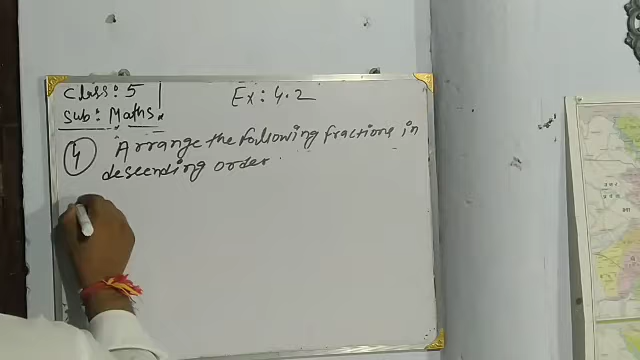 Class: 5
Sub: Maths.
Ex: 4.2
4 Arrange the following fractions in
descending order.